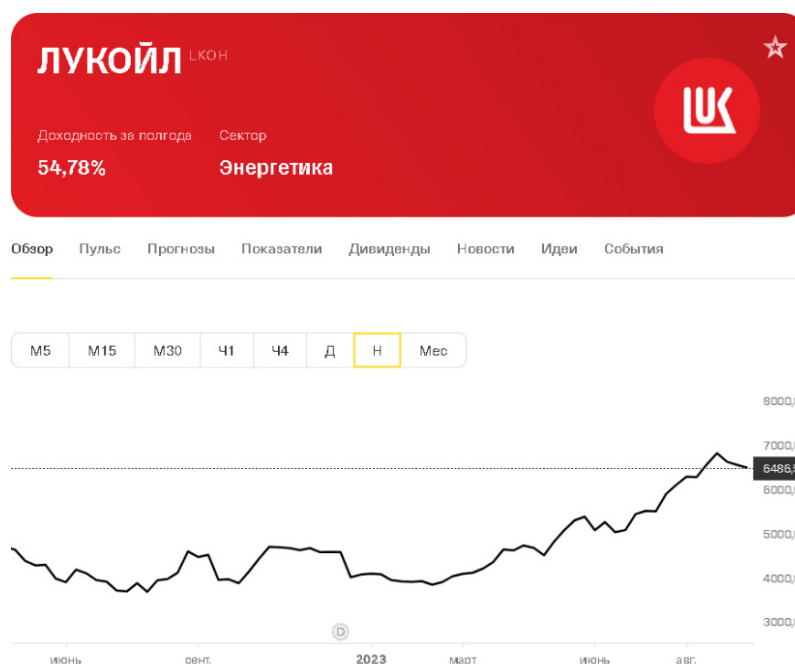 ЛУКОЙЛ LKOH
Доходность за полгода Сектор
54,78% Энергетика
Обзор Пульс Прогнозы Показатели Дивиденды Новости Идеи События
М5 М15 М30 Ч1 Ч4 Д Н Мес
8000,
7000,
6486,
6000,
5000,
4000,
3000,
D
июнь сент. 2023 март июнь авг.